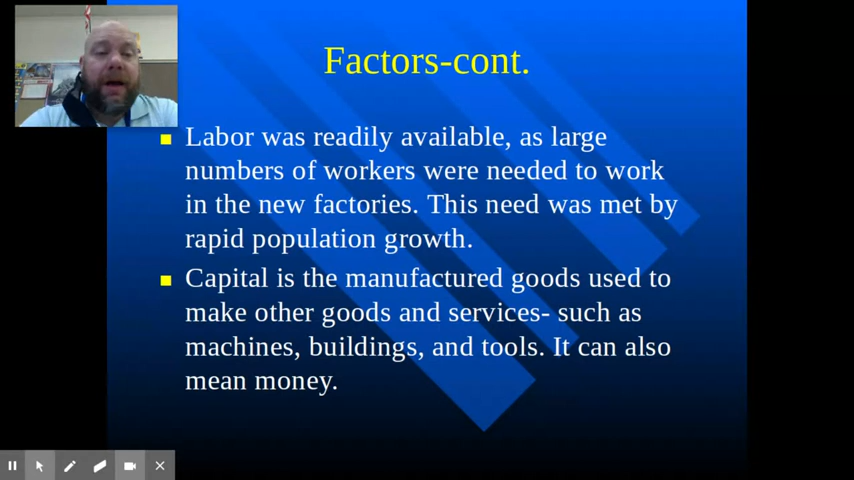 Factors-cont.
Labor was readily available, as large
numbers of workers were needed to work
in the new factories. This need was met by
rapid population growth.
Capital is the manufactured goods used to
make other goods and services- such as
machines, buildings, and tools. It can also
mean money.